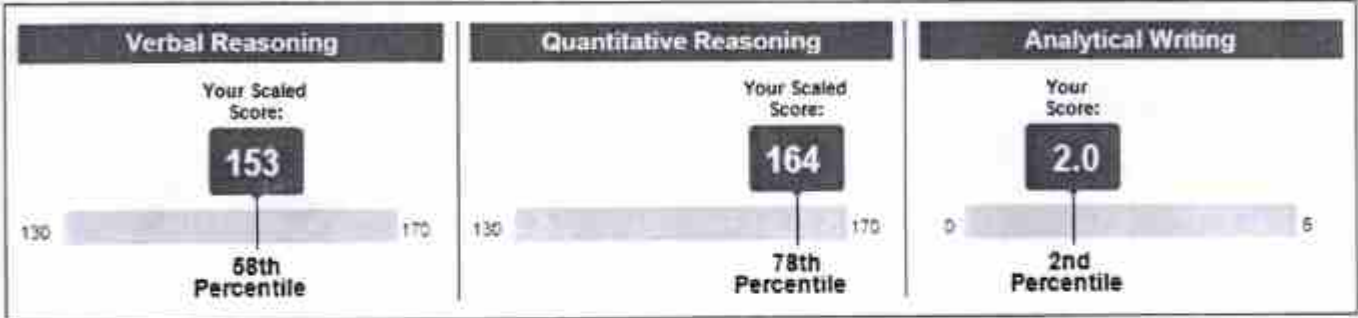 Verbal Reasoning
Your Scaled
Score:
153
130
170
58th
Percentile
Quantitative Reasoning
Your Scaled
Score:
164
130
170
78th
Percentile
Analytical Writing
Your
Score:
2.0
0
6
2nd
Percentile